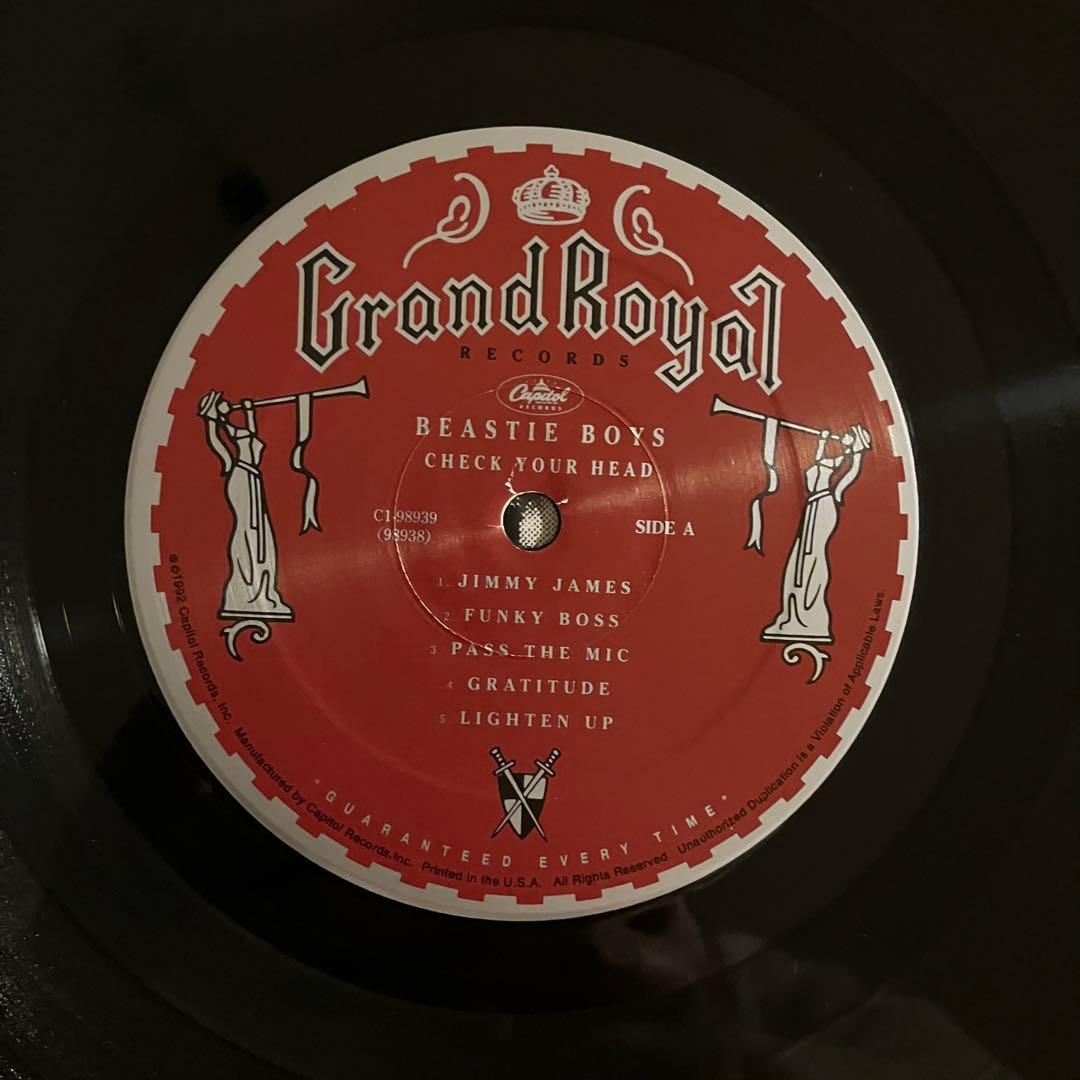 Grand Royal
RECORDS
Capitol
RECORDS
BEASTIE BOYS
CHECK YOUR HEAD
C1-98939
(98938)
SIDE A
1. JIMMY JAMES
2 FUNKY BOSS
3 PASS THE MIC
4 GRATITUDE
5 LIGHTEN UP
"GUARANTEED EVERY TIME"
℗©1992 Capitol Records, Inc. Manufactured by Capitol Records, Inc. Printed in the U.S.A. All Rights Reserved. Unauthorized Duplication is a Violation of Applicable Laws.